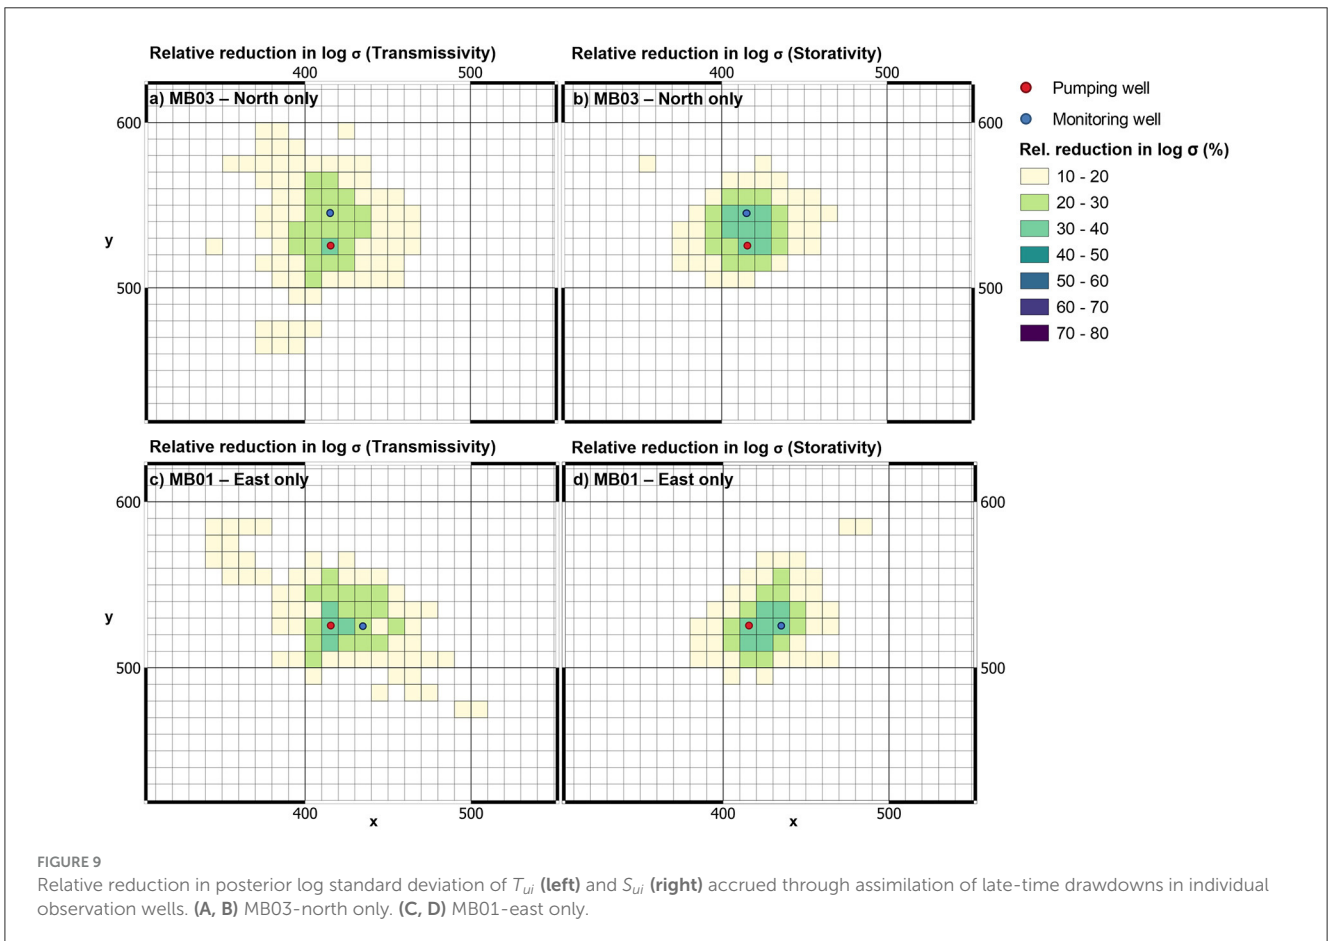 Relative reduction in log σ (Transmissivity)
Relative reduction in log σ (Storativity)
400
500
400
500
a) MB03 – North only
b) MB03 – North only
600
600
y
500
500
Pumping well
Monitoring well
Rel. reduction in log σ (%)
10 - 20
20 - 30
30 - 40
40 - 50
50 - 60
60 - 70
70 - 80
Relative reduction in log σ (Transmissivity)
Relative reduction in log σ (Storativity)
c) MB01 – East only
d) MB01 – East only
600
600
y
500
500
400
500
400
500
x
x
FIGURE 9
Relative reduction in posterior log standard deviation of Tui (left) and Sui (right) accrued through assimilation of late-time drawdowns in individual
observation wells. (A, B) MB03-north only. (C, D) MB01-east only.